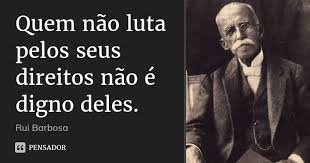 Quem não luta
pelos seus
direitos não é
digno deles.
Rui Barbosa
PENSADOR